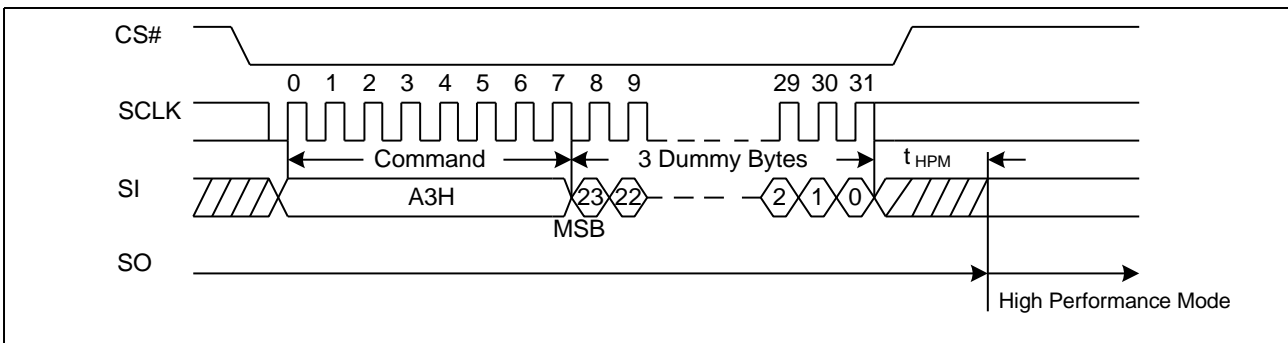 CS#
0 1 2 3 4 5 6 7 8 9 29 30 31
SCLK
Command 3 Dummy Bytes t HPM
SI A3H 23 22 2 1 0
MSB
SO
High Performance Mode